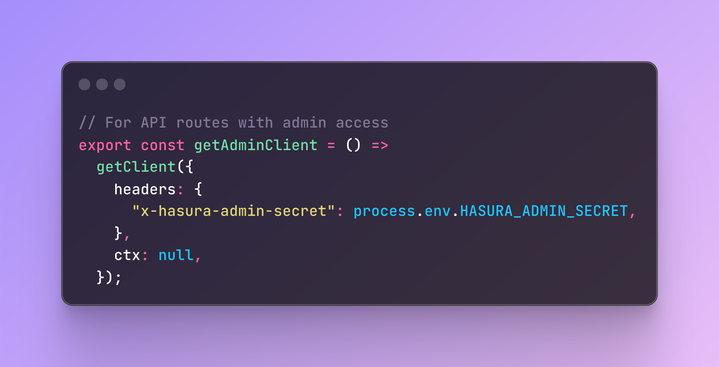 // For API routes with admin access
export const getAdminClient = () =>
  getClient({
    headers: {
      "x-hasura-admin-secret": process.env.HASURA_ADMIN_SECRET,
    },
    ctx: null,
  });